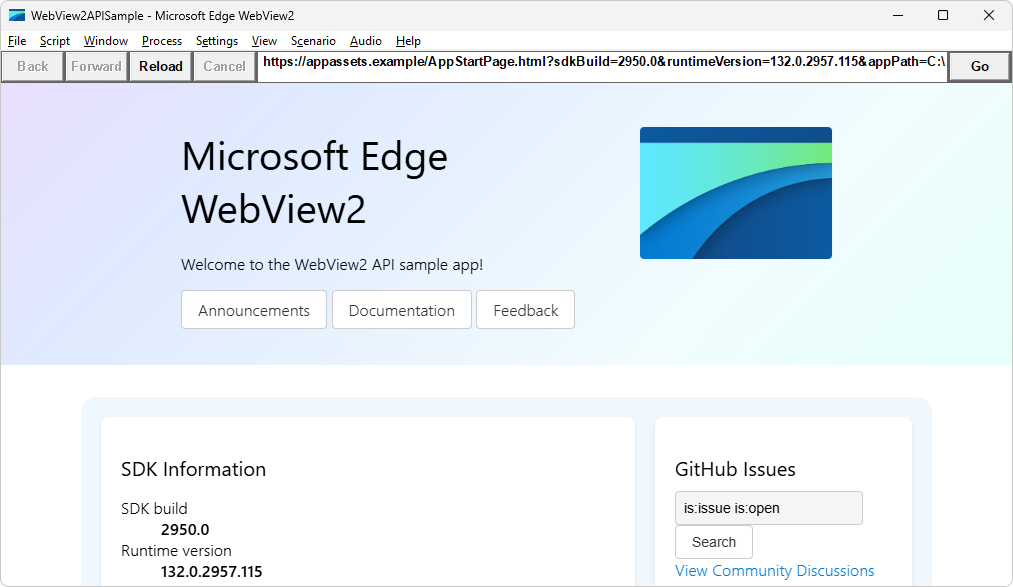 WebView2APISample - Microsoft Edge WebView2
File Script Window Process Settings View Scenario Audio Help
Back Forward Reload Cancel https://appassets.example/AppStartPage.html?sdkBuild=2950.0&runtimeVersion=132.0.2957.115&appPath=C:\ Go
Microsoft Edge
WebView2
Welcome to the WebView2 API sample app!
Announcements Documentation Feedback
SDK Information
SDK build
2950.0
Runtime version
132.0.2957.115
GitHub Issues
is:issue is:open
Search
View Community Discussions